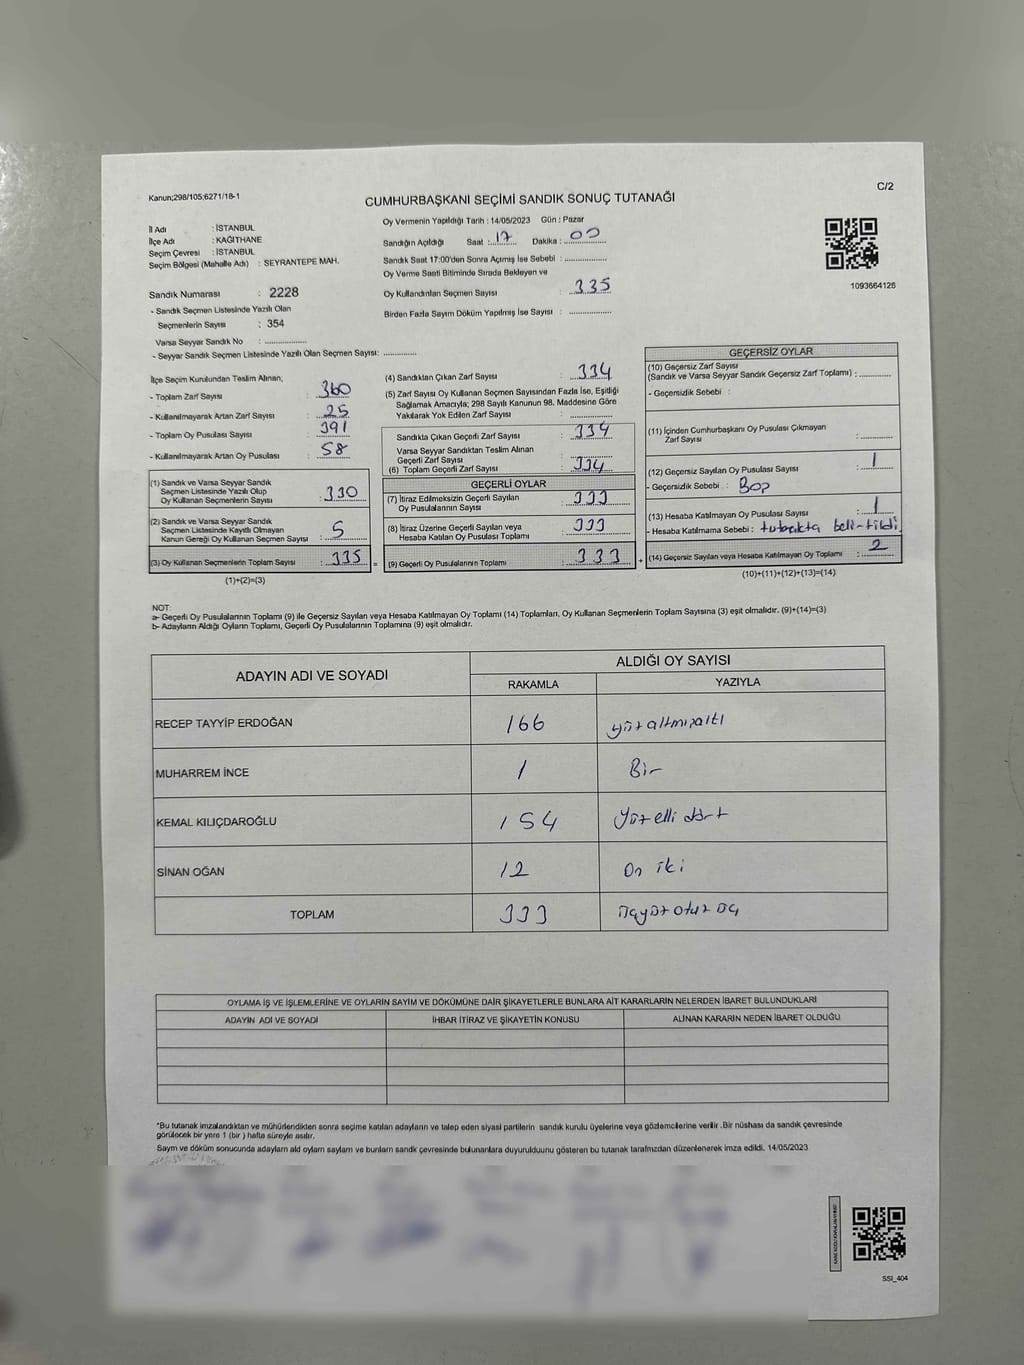 Kanun;298/105;6271/18-1
C/2
CUMHURBAŞKANI SEÇİMİ SANDIK SONUÇ TUTANAĞI
İl Adı : İSTANBUL
İlçe Adı : KAĞITHANE
Seçim Çevresi : İSTANBUL
Seçim Bölgesi (Mahalle Adı) : SEYRANTEPE MAH.
Sandık Numarası : 2228
- Sandık Seçmen Listesinde Yazılı Olan
Seçmenlerin Sayısı : 354
Varsa Seyyar Sandık No : ..............
- Seyyar Sandık Seçmen Listesinde Yazılı Olan Seçmen Sayısı: ............
Oy Vermenin Yapıldığı Tarih : 14/05/2023 Gün : Pazar
Sandığın Açıldığı Saat : 17 Dakika : 00
Sandık Saat 17:00'den Sonra Açımış İse Sebebi : ..............
Oy Verme Saati Bitiminde Sırada Bekleyen ve
Oy Kullandırılan Seçmen Sayısı : 335
Birden Fazla Sayım Döküm Yapılmış İse Sayısı : ..............
1093664126
İlçe Seçim Kurulundan Teslim Alınan;
- Toplam Zarf Sayısı : 360
- Kullanılmayarak Artan Zarf Sayısı : 25
- Toplam Oy Pusulası Sayısı : 391
- Kullanılmayarak Artan Oy Pusulası : 58
(1) Sandık ve Varsa Seyyar Sandık
Seçmen Listesinde Yazılı Olup
Oy Kullanan Seçmenlerin Sayısı : 330
(2) Sandık ve Varsa Seyyar Sandık
Seçmen Listesinde Kayıtlı Olmayan
Kanun Gereği Oy Kullanan Seçmen Sayısı : 5
(3) Oy Kullanan Seçmenlerin Toplam Sayısı : 335 =
(1)+(2)=(3)
(4) Sandıktan Çıkan Zarf Sayısı : 334
(5) Zarf Sayısı Oy Kullanan Seçmen Sayısından Fazla İse, Eşitliği
Sağlamak Amacıyla; 298 Sayılı Kanunun 98. Maddesine Göre
Yakılarak Yok Edilen Zarf Sayısı : ..............
Sandıkta Çıkan Geçerli Zarf Sayısı : 334
Varsa Seyyar Sandıktan Teslim Alınan
Geçerli Zarf Sayısı : ..............
(6) Toplam Geçerli Zarf Sayısı : 334
GEÇERLİ OYLAR
(7) İtiraz Edilmeksizin Geçerli Sayılan
Oy Pusulalarının Sayısı : 333
(8) İtiraz Üzerine Geçerli Sayılan veya
Hesaba Katılan Oy Pusulası Toplamı : 333
(9) Geçerli Oy Pusulalarının Toplamı : 333 +
GEÇERSİZ OYLAR
(10) Geçersiz Zarf Sayısı
(Sandık ve Varsa Seyyar Sandık Geçersiz Zarf Toplamı) : ..........
- Geçersizlik Sebebi :
(11) İçinden Cumhurbaşkanı Oy Pusulası Çıkmayan
Zarf Sayısı : ..........
(12) Geçersiz Sayılan Oy Pusulası Sayısı : 1
- Geçersizlik Sebebi : Boş
(13) Hesaba Katılmayan Oy Pusulası Sayısı : 1
- Hesaba Katılmama Sebebi : tutanakta belirtildi
(14) Geçersiz Sayılan veya Hesaba Katılmayan Oy Toplamı : 2
(10)+(11)+(12)+(13)=(14)
NOT:
a- Geçerli Oy Pusulalarının Toplamı (9) ile Geçersiz Sayılan veya Hesaba Katılmayan Oy Toplamı (14) Toplamları, Oy Kullanan Seçmenlerin Toplam Sayısına (3) eşit olmalıdır. (9)+(14)=(3)
b- Adayların Aldığı Oyların Toplamı, Geçerli Oy Pusulalarının Toplamına (9) eşit olmalıdır.
ADAYIN ADI VE SOYADI
ALDIĞI OY SAYISI
RAKAMLA YAZIYLA
RECEP TAYYİP ERDOĞAN 166 yüzaltmışaltı
MUHARREM İNCE 1 Bir
KEMAL KILIÇDAROĞLU 154 Yüzelli dört
SİNAN OĞAN 12 On iki
TOPLAM 333 üçyüz otuz üç
OYLAMA İŞ VE İŞLEMLERİNE VE OYLARIN SAYIM VE DÖKÜMÜNE DAİR ŞİKAYETLERLE BUNLARA AİT KARARLARIN NELERDEN İBARET BULUNDUKLARI
ADAYIN ADI VE SOYADI İHBAR İTİRAZ VE ŞİKAYETİN KONUSU ALINAN KARARIN NEDEN İBARET OLDUĞU
*Bu tutanak imzalandıktan ve mühürlendikten sonra seçime katılan adayların ve talep eden siyasi partilerin sandık kurulu üyelerine veya gözlemcilerine verilir .Bir nüshası da sandık çevresinde
görülecek bir yere 1 (bir ) hafta süreyle asılır.
Sayım ve döküm sonucunda adayların ald oyların sayların ve bunların sandık çevresinde bulunanlara duyurulduunu gösteren bu tutanak tarafımzdan düzenlenerek imza edildi. 14/05/2023
SSİ_404